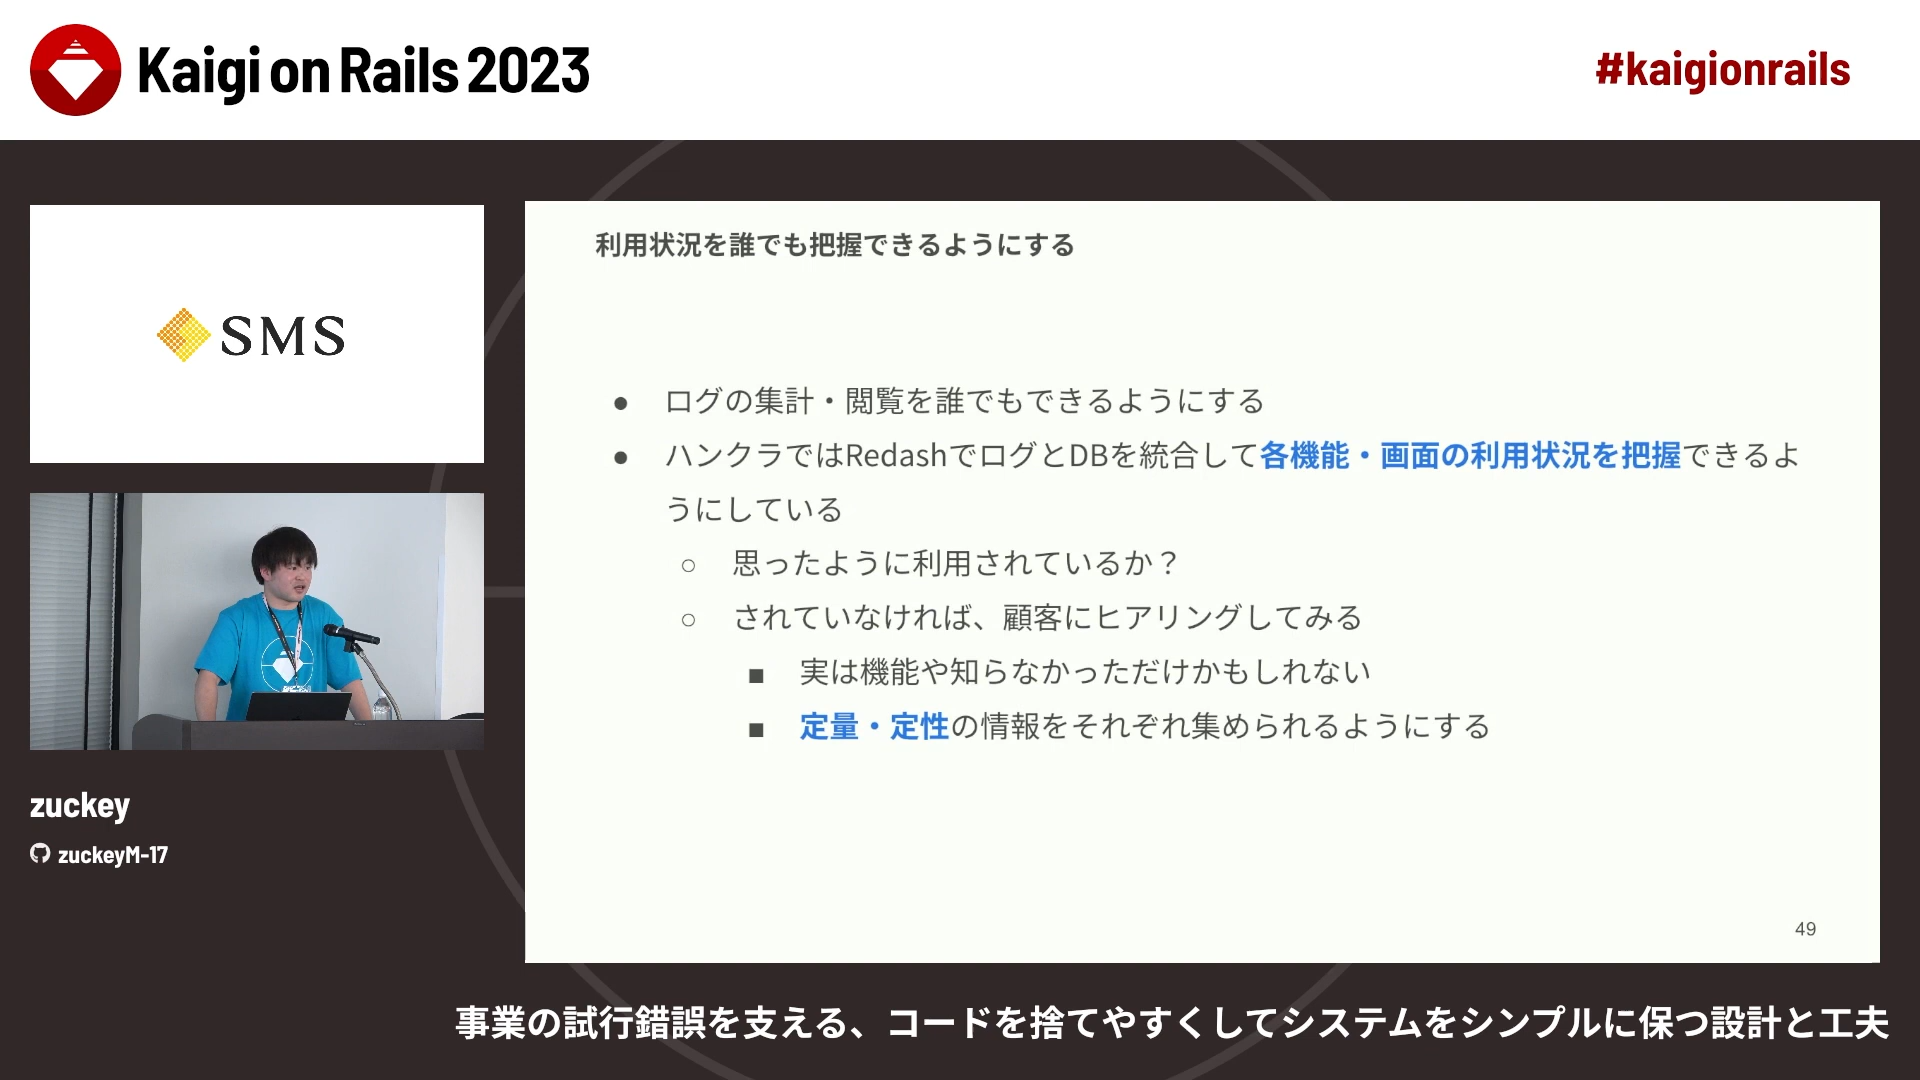 Kaigi on Rails 2023
#kaigionrails
SMS
利用状況を誰でも把握できるようにする
● ログの集計・閲覧を誰でもできるようにする
● ハンクラではRedashでログとDBを統合して各機能・画面の利用状況を把握できるよ
うにしている
○ 思ったように利用されているか？
○ されていなければ、顧客にヒアリングしてみる
■ 実は機能や知らなかっただけかもしれない
■ 定量・定性の情報をそれぞれ集められるようにする
49
zuckey
zuckeyM-17
事業の試行錯誤を支える、コードを捨てやすくしてシステムをシンプルに保つ設計と工夫